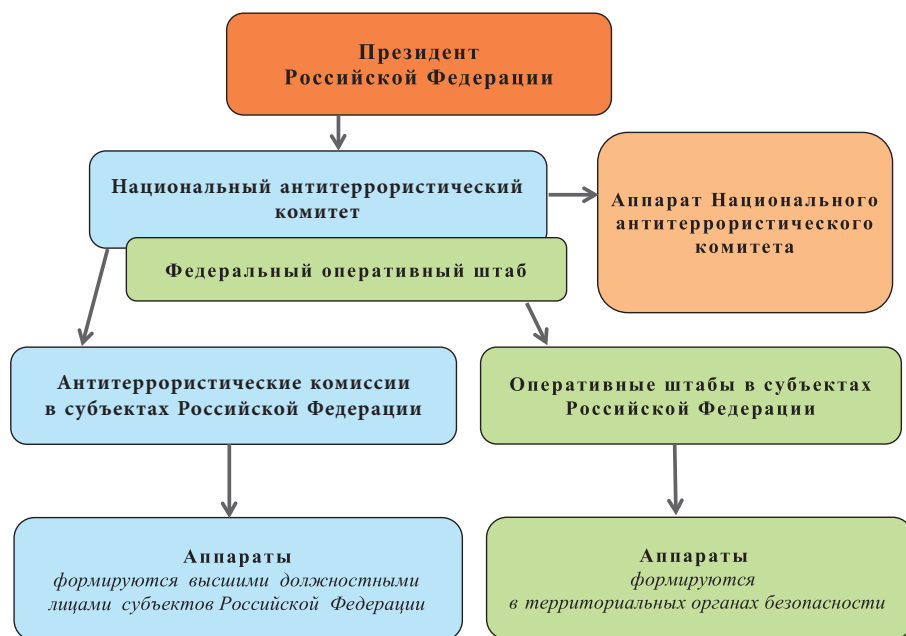 Президент
Российской Федерации
Национальный антитеррористический
комитет
Аппарат Национального
антитеррористического
комитета
Федеральный оперативный штаб
Антитеррористические комиссии
в субъектах Российской Федерации
Оперативные штабы в субъектах
Российской Федерации
Аппараты
формируются высшими должностными
лицами субъектов Российской Федерации
Аппараты
формируются
в территориальных органах безопасности